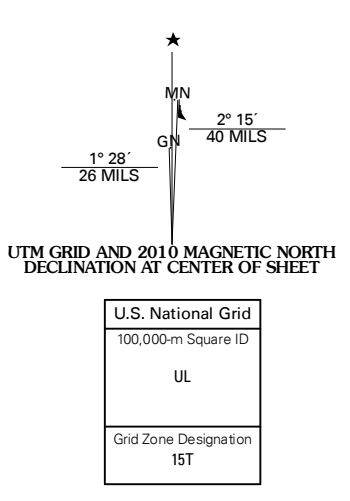 MN
2° 15´
40 MILS
GN
1° 28´
26 MILS
UTM GRID AND 2010 MAGNETIC NORTH
DECLINATION AT CENTER OF SHEET
U.S. National Grid
100,000-m Square ID
UL
Grid Zone Designation
15T